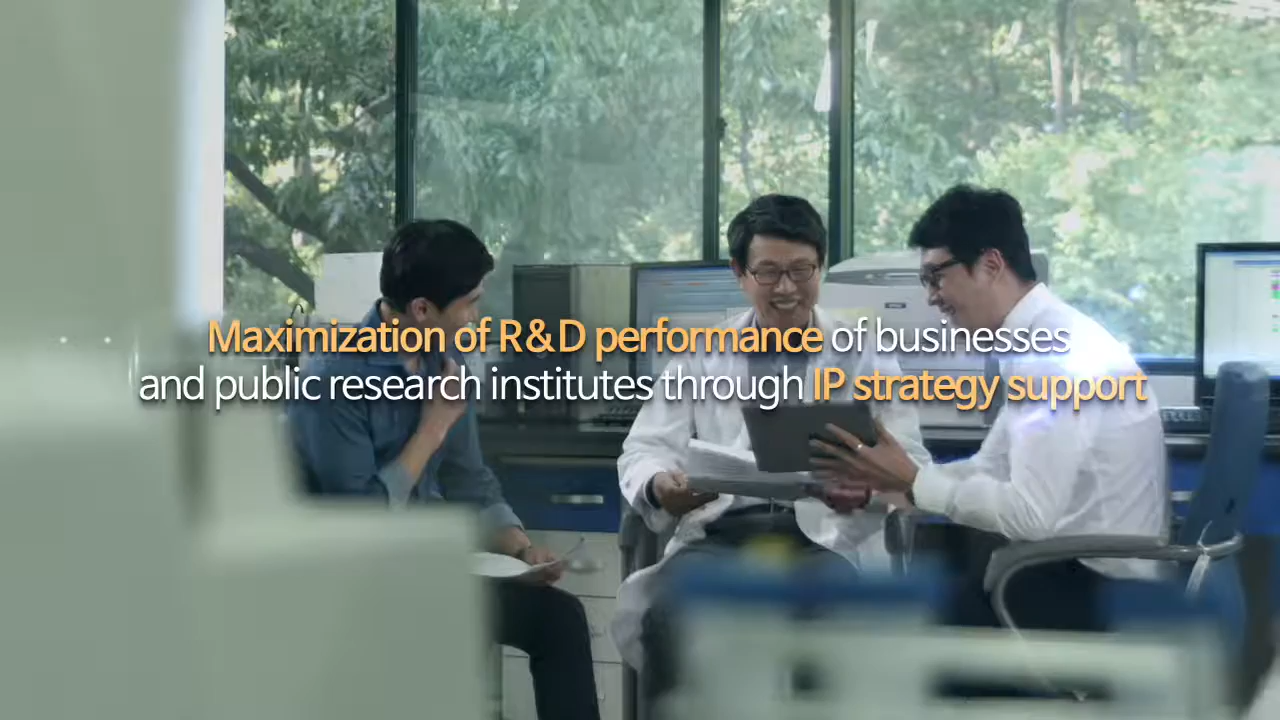 Maximization of R&D performance of businesses
and public research institutes through IP strategy support